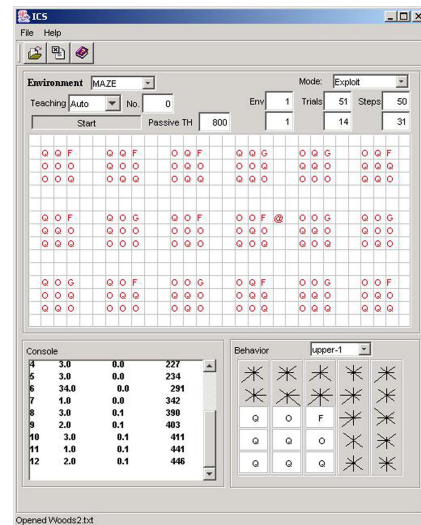 ICS
File Help
Environment MAZE Mode: Exploit
Teaching Auto No. 0 Env 1 Trials 51 Steps 50
Start Passive TH 800 1 14 31
Q Q F Q Q F O Q F Q Q G O Q G O Q F
O O O Q O O O O O O O O Q Q O Q Q Q
O O Q O Q Q O Q Q Q Q O Q Q O O Q O
Q O F Q O G Q O F O O F @ O O G Q O G
O O O Q O O O O O O O O Q O O O O O
Q Q O Q Q Q O O Q Q Q Q Q Q O Q Q O
Q O G Q O F O O G O Q F O O G O O F
Q O O O Q Q Q Q O O O O Q Q O Q Q Q
Q Q O O Q O O Q O Q O Q Q O Q O Q O
Console Behavior upper-1
4 3.0 0.0 227
5 3.0 0.0 234
6 34.0 0.0 291
7 1.0 0.0 342
8 3.0 0.1 390
9 2.0 0.1 403
10 3.0 0.1 411
11 1.0 0.1 441
12 2.0 0.1 446
Q O F
Q Q O
Q Q Q
Opened Woods2.txt